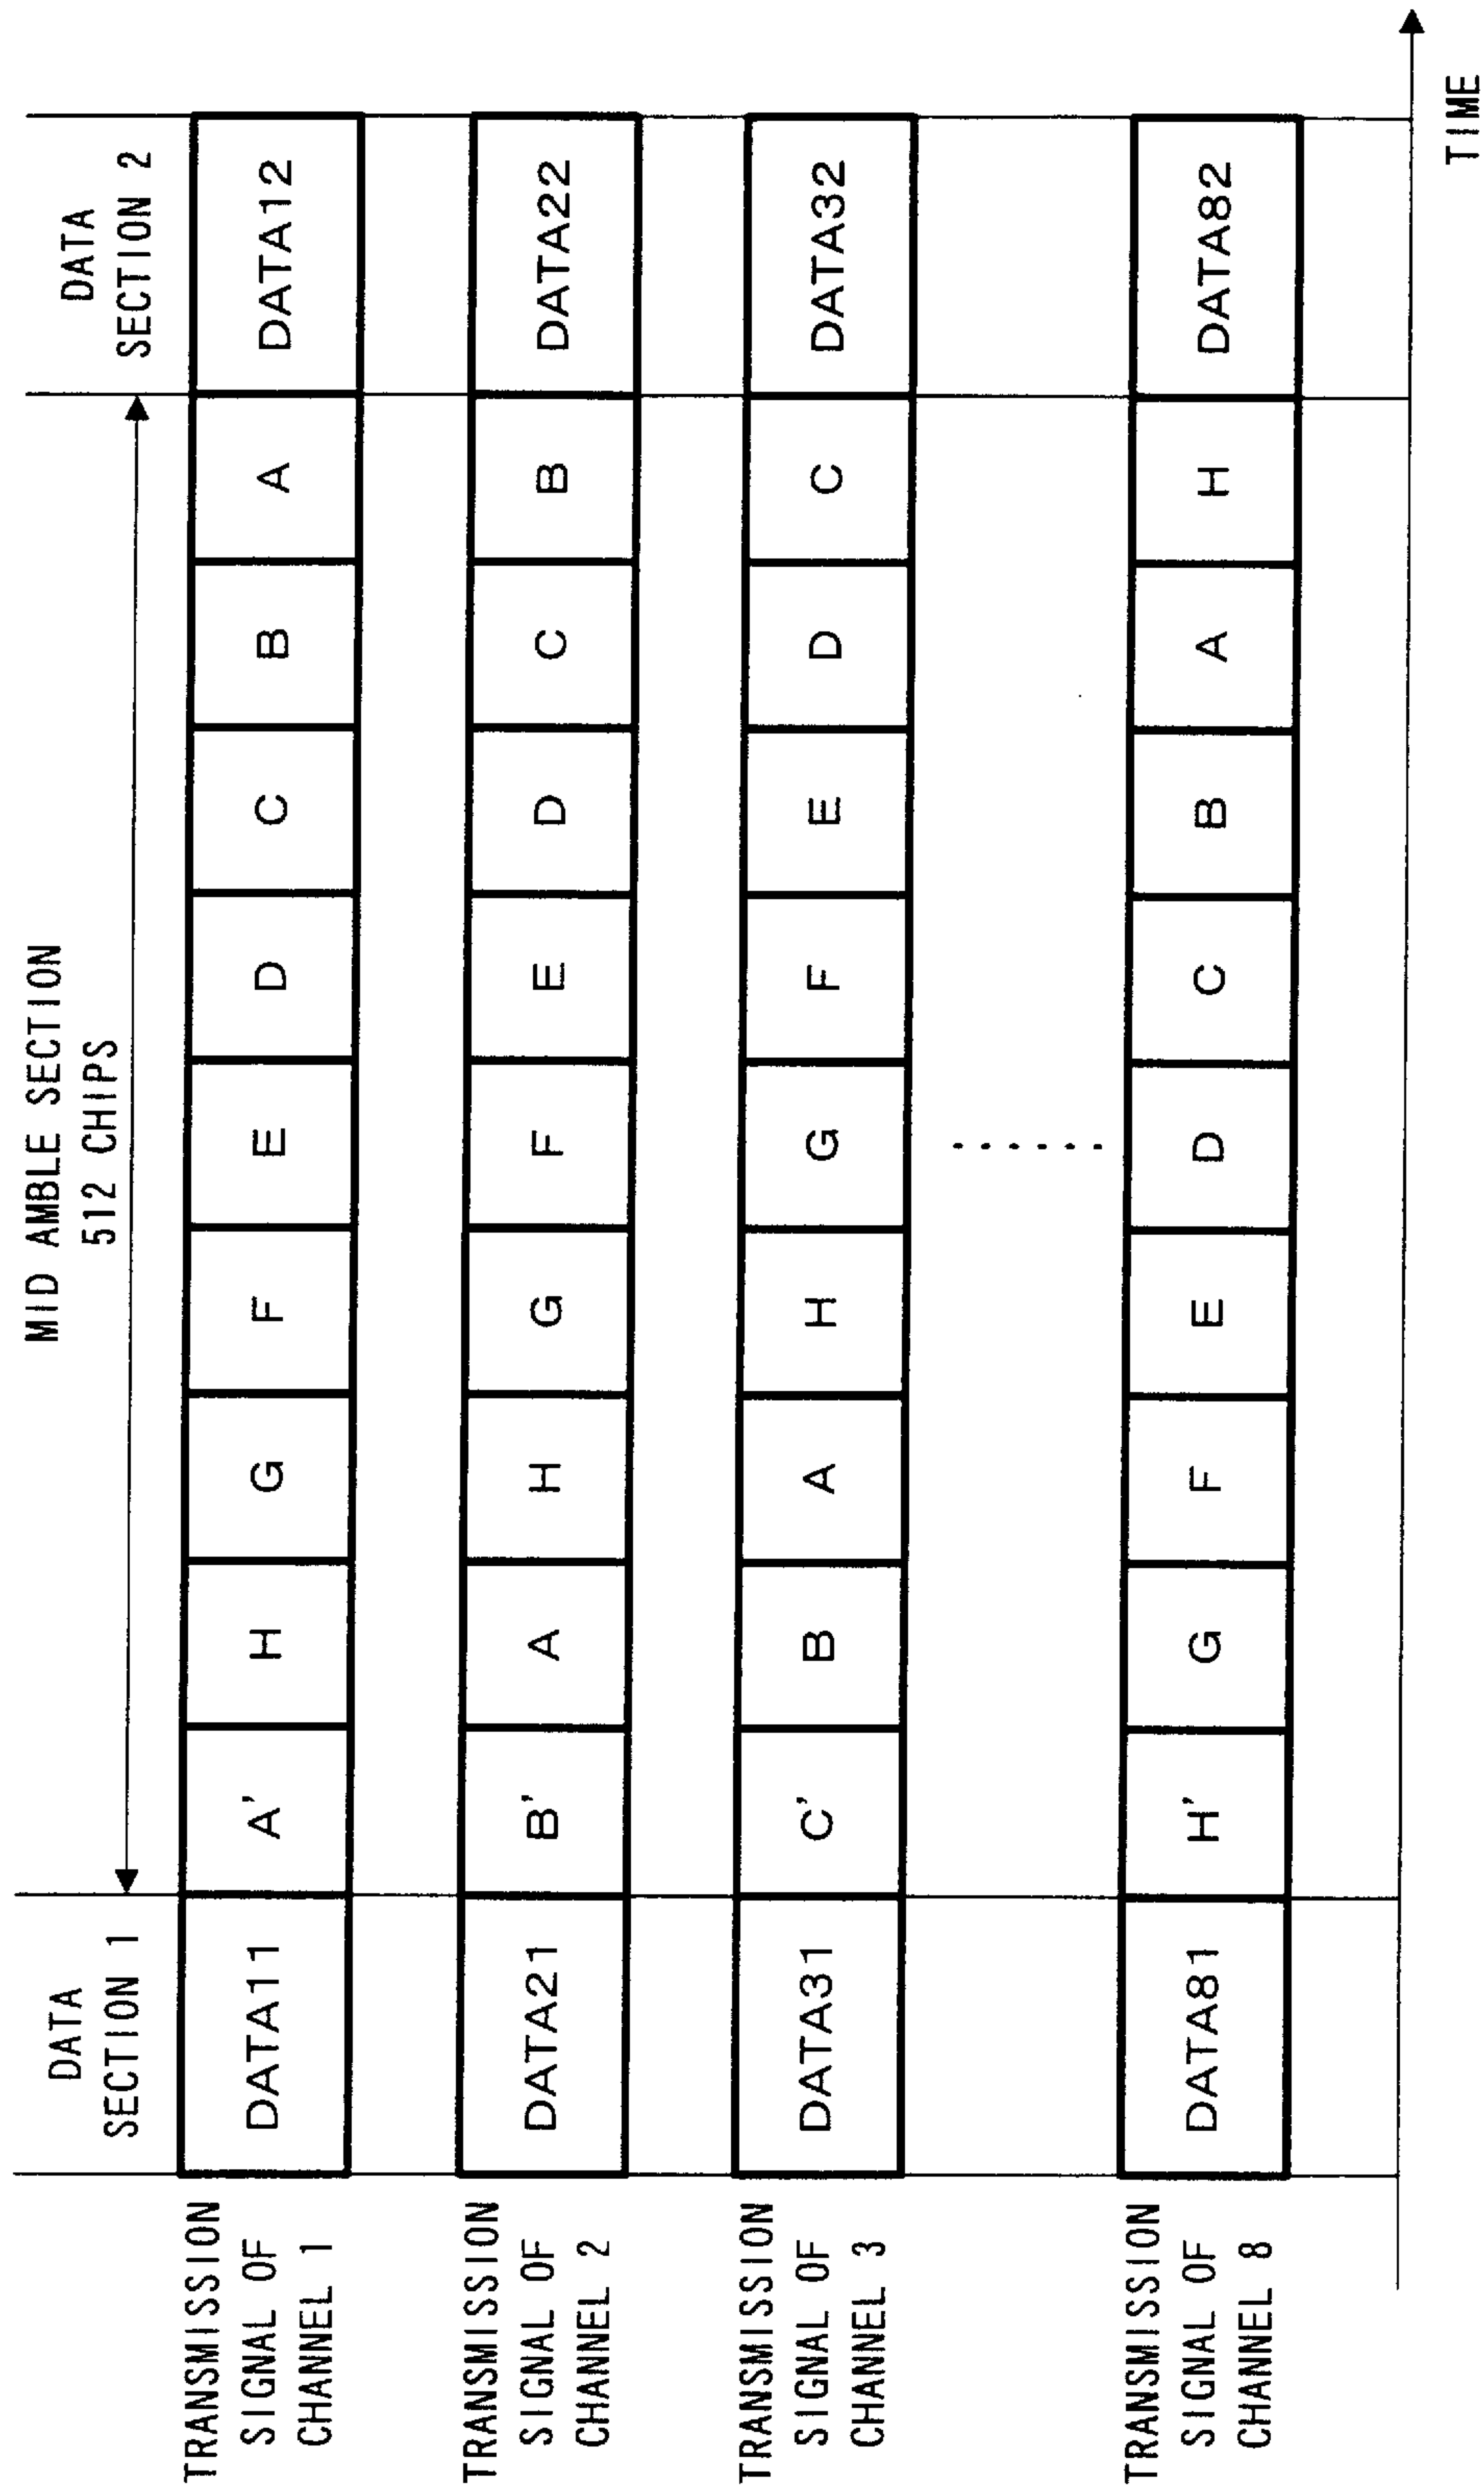 DATA
SECTION 1
MID AMBLE SECTION
512 CHIPS
DATA
SECTION 2
TRANSMISSION
SIGNAL OF
CHANNEL 1
DATA11 A' H G F E D C B A DATA12
TRANSMISSION
SIGNAL OF
CHANNEL 2
DATA21 B' A H G F E D C B DATA22
TRANSMISSION
SIGNAL OF
CHANNEL 3
DATA31 C' B A H G F E D C DATA32
......
TRANSMISSION
SIGNAL OF
CHANNEL 8
DATA81 H' G F E D C B A H DATA82
TIME